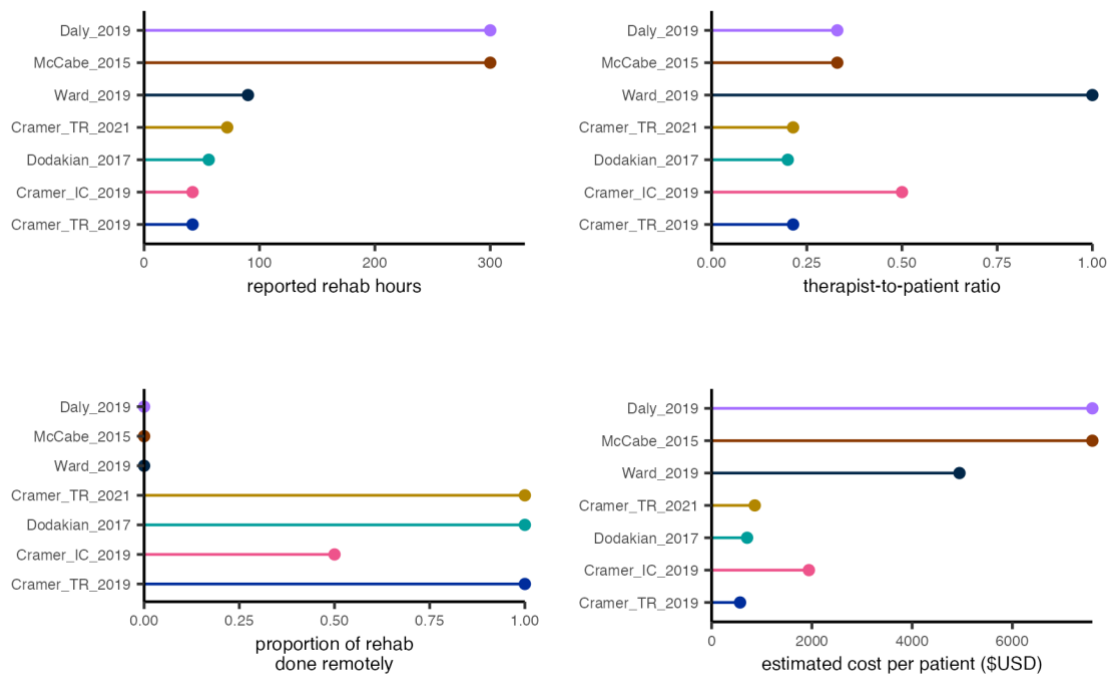 Daly_2019
McCabe_2015
Ward_2019
Cramer_TR_2021
Dodakian_2017
Cramer_IC_2019
Cramer_TR_2019
0 100 200 300
reported rehab hours
Daly_2019
McCabe_2015
Ward_2019
Cramer_TR_2021
Dodakian_2017
Cramer_IC_2019
Cramer_TR_2019
0.00 0.25 0.50 0.75 1.00
therapist-to-patient ratio
Daly_2019
McCabe_2015
Ward_2019
Cramer_TR_2021
Dodakian_2017
Cramer_IC_2019
Cramer_TR_2019
0.00 0.25 0.50 0.75 1.00
proportion of rehab
done remotely
Daly_2019
McCabe_2015
Ward_2019
Cramer_TR_2021
Dodakian_2017
Cramer_IC_2019
Cramer_TR_2019
0 2000 4000 6000
estimated cost per patient ($USD)